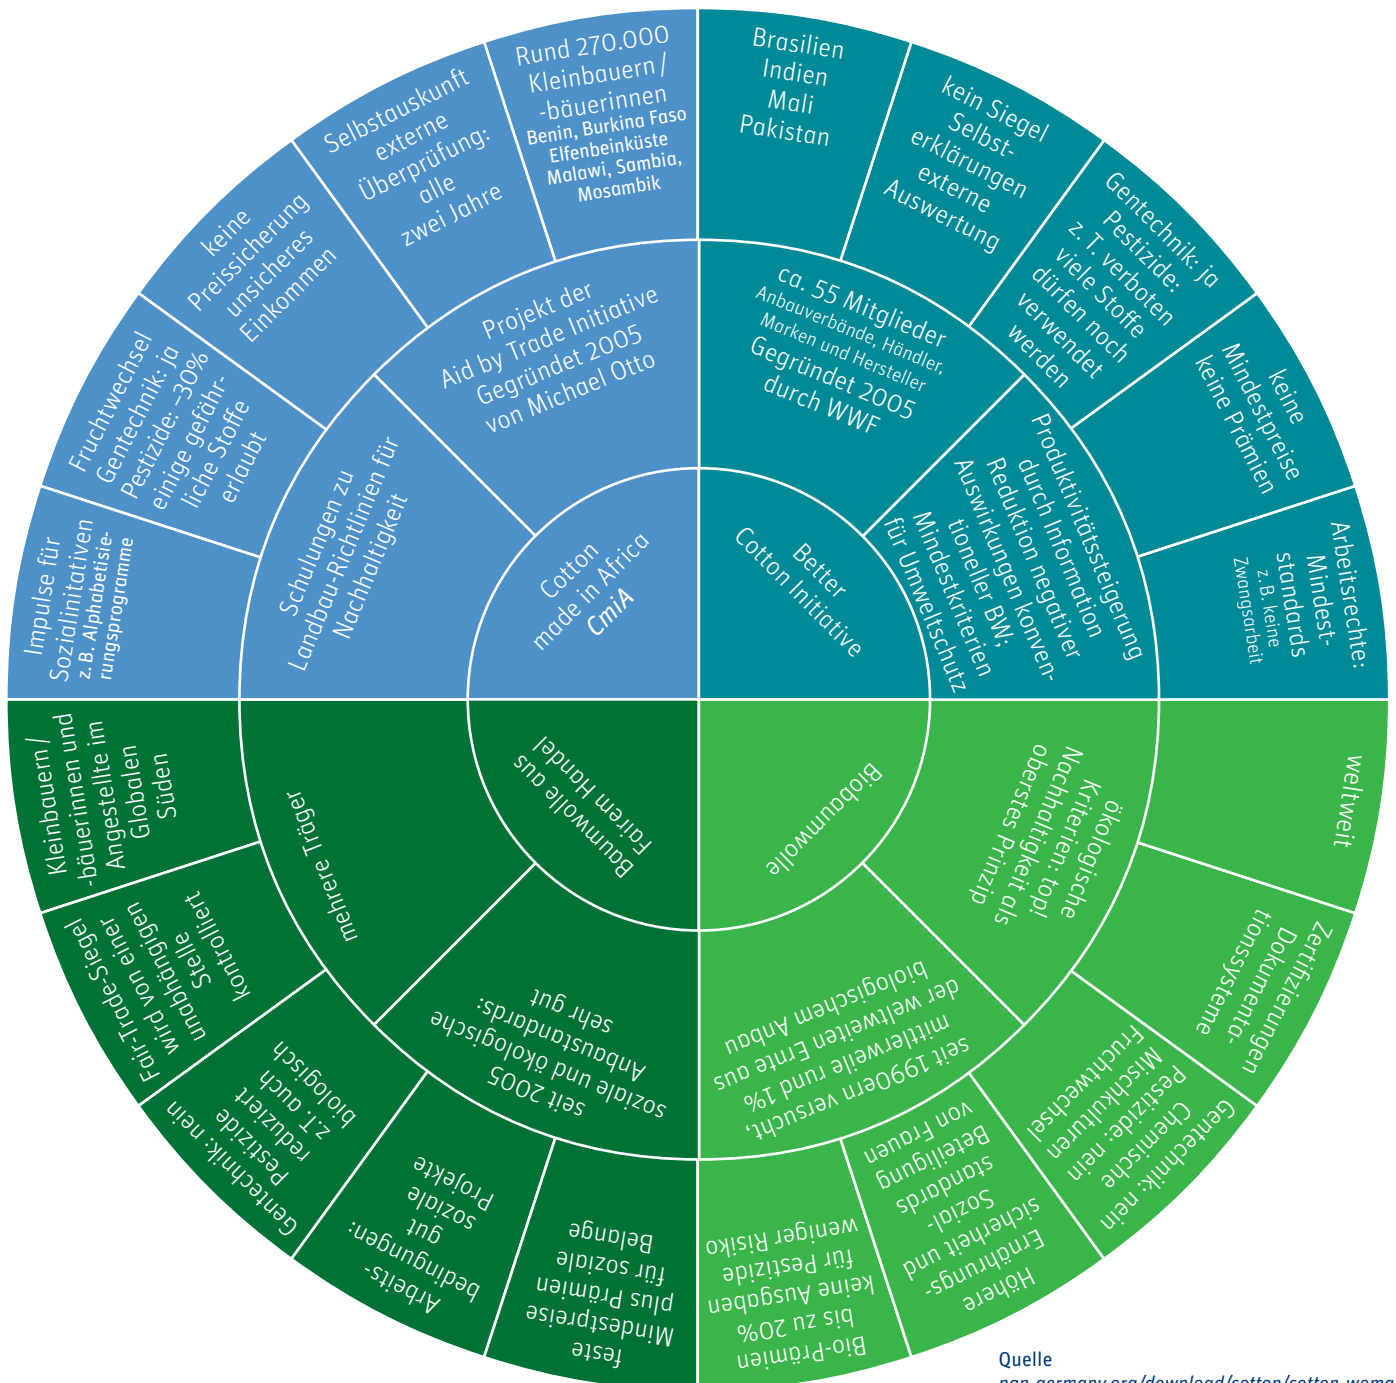 Rund 270.000
Kleinbauern /
-bäuerinnen
Benin, Burkina Faso
Elfenbeinküste
Malawi, Sambia,
Mosambik
Selbstauskunft
externe
Überprüfung:
alle
zwei Jahre
keine
Preissicherung
unsicheres
Einkommen
Fruchtwechsel
Gentechnik: ja
Pestizide: –30%
einige gefähr-
liche Stoffe
erlaubt
Impulse für
Sozialinitativen
z. B. Alphabetisie-
rungsprogramme
Projekt der
Aid by Trade Initiative
Gegründet 2005
von Michael Otto
Schulungen zu
Landbau-Richtlinien für
Nachhaltigkeit
Cotton
made in Africa
CmiA
Brasilien
Indien
Mali
Pakistan
kein Siegel
Selbst-
erklärungen
externe
Auswertung
Gentechnik: ja
Pestizide:
z. T. verboten
viele Stoffe
dürfen noch
verwendet
werden
keine
Mindestpreise
keine Prämien
Arbeitsrechte:
Mindest-
standards
z. B. keine
Zwangsarbeit
ca. 55 Mitglieder
Anbauverbände, Händler,
Marken und Hersteller
Gegründet 2005
durch WWF
Produktivitätssteigerung
durch Information
Reduktion negativer
Auswirkungen konven-
tioneller BW;
Mindestkriterien
für Umweltschutz
Better
Cotton Initiative
Biobaumwolle
ökologische
Kriterien: top!
Nachhaltigkeit als
oberstes Prinzip
seit 1990ern versucht,
mittlerweile rund 1%
der weltweiten Ernte aus
biologischem Anbau
weltweit
Zertifizierungen
Dokumenta-
tionssysteme
Gentechnik: nein
Chemische
Pestizide: nein
Mischkulturen
Fruchtwechsel
Höhere
Ernährungs-
sicherheit und
Sozial-
standards
Beteiligung
von Frauen
Bio-Prämien
bis zu 20%
keine Ausgaben
für Pestizide
weniger Risiko
Baumwolle aus
Fairem Handel
mehrere Träger
seit 2005
soziale und ökologische
Anbaustandards:
sehr gut
Kleinbauern /
-bäuerinnen und
Angestellte im
Globalen
Süden
Fair-Trade-Siegel
wird von einer
unabhängigen
Stelle
kontrolliert
Gentechnik: nein
Pestizide
reduziert
z.T. auch
biologisch
Arbeits-
bedingungen:
gut
soziale
Projekte
feste
Mindestpreise
plus Prämien
für soziale
Belange
Quelle